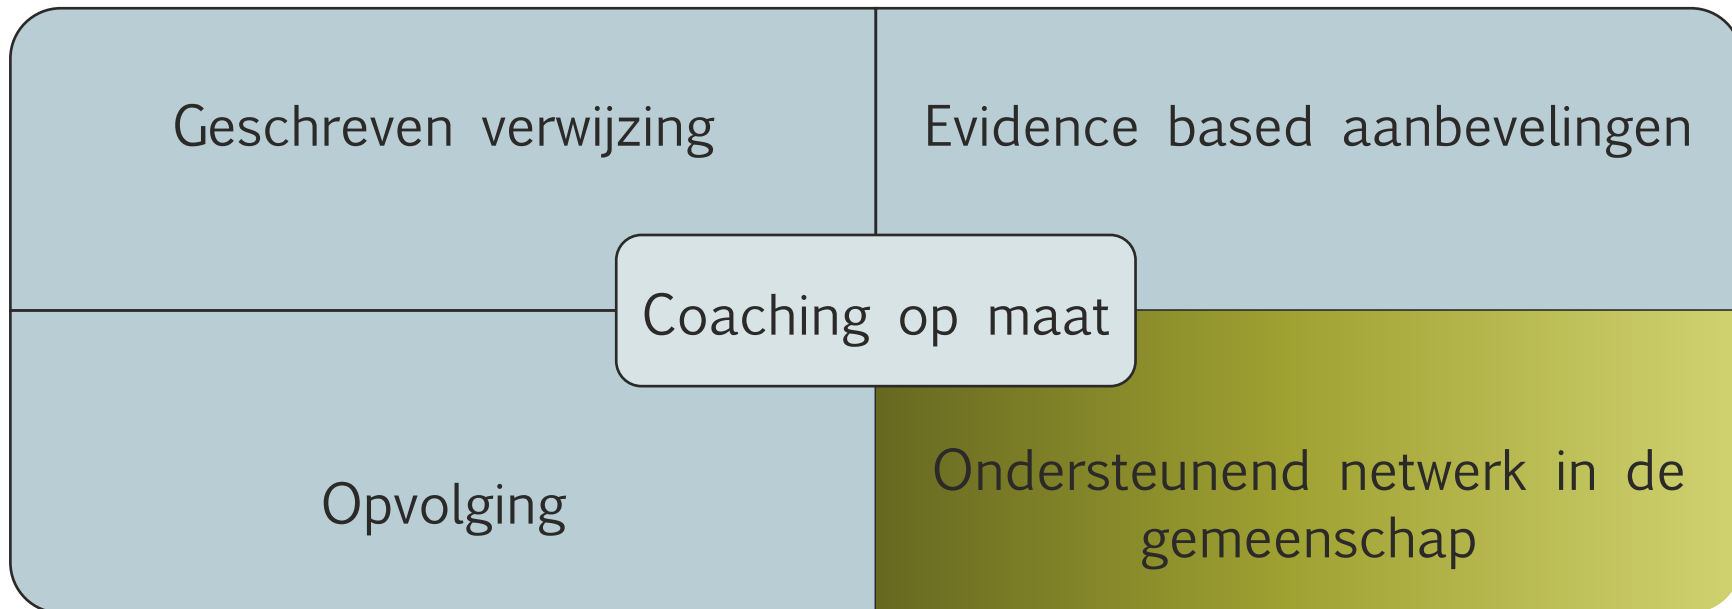 Geschreven verwijzing
Evidence based aanbevelingen
Coaching op maat
Opvolging
Ondersteunend netwerk in de
gemeenschap